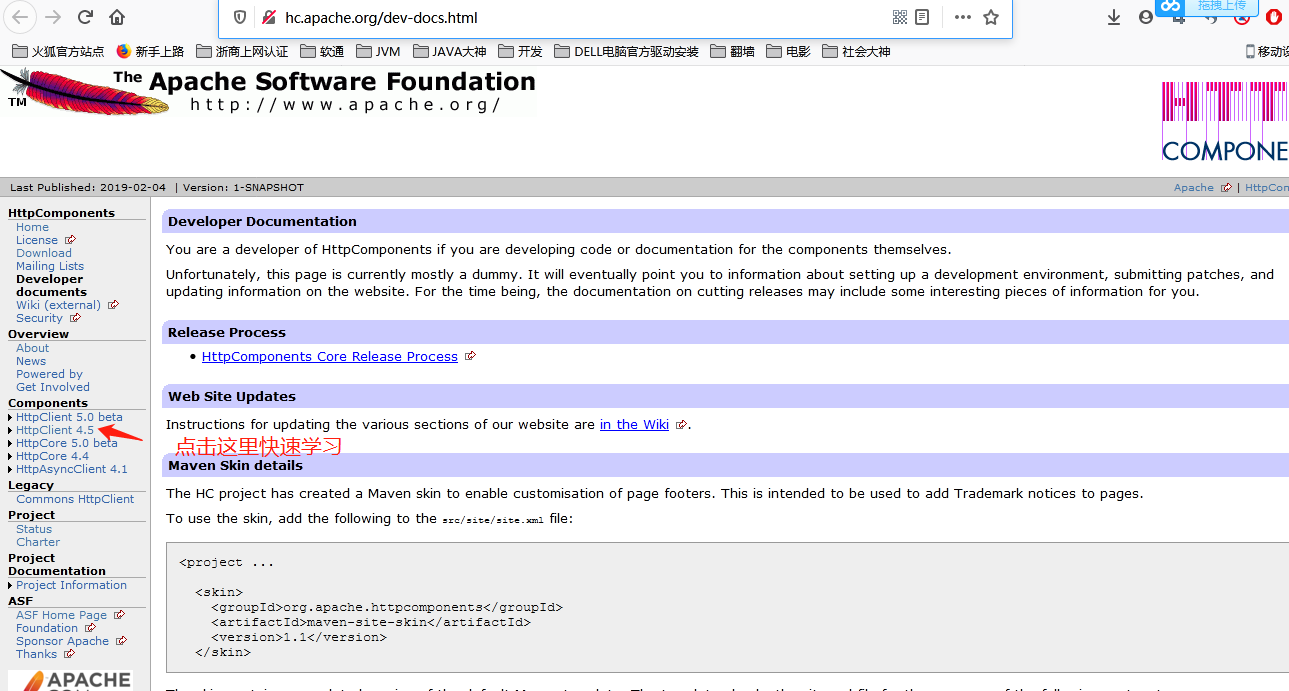 hc.apache.org/dev-docs.html
拖拽上传
火狐官方站点 新手上路 浙商上网认证 软通 JVM JAVA大神 开发 DELL电脑官方驱动安装 翻墙 电影 社会大神 移动设
The Apache Software Foundation
TM http://www.apache.org/
COMPONE
Last Published: 2019-02-04 | Version: 1-SNAPSHOT Apache | HttpCon
HttpComponents
Home
License
Download
Mailing Lists
Developer
documents
Wiki (external)
Security
Overview
About
News
Powered by
Get Involved
Components
HttpClient 5.0 beta
HttpClient 4.5
HttpCore 5.0 beta
HttpCore 4.4
HttpAsyncClient 4.1
Legacy
Commons HttpClient
Project
Status
Charter
Project
Documentation
Project Information
ASF
ASF Home Page
Foundation
Sponsor Apache
Thanks
APACHE
Developer Documentation
You are a developer of HttpComponents if you are developing code or documentation for the components themselves.
Unfortunately, this page is currently mostly a dummy. It will eventually point you to information about setting up a development environment, submitting patches, and
updating information on the website. For the time being, the documentation on cutting releases may include some interesting pieces of information for you.
Release Process
HttpComponents Core Release Process
Web Site Updates
Instructions for updating the various sections of our website are in the Wiki.
点击这里快速学习
Maven Skin details
The HC project has created a Maven skin to enable customisation of page footers. This is intended to be used to add Trademark notices to pages.
To use the skin, add the following to the src/site/site.xml file:
<project ...
<skin>
<groupId>org.apache.httpcomponents</groupId>
<artifactId>maven-site-skin</artifactId>
<version>1.1</version>
</skin>